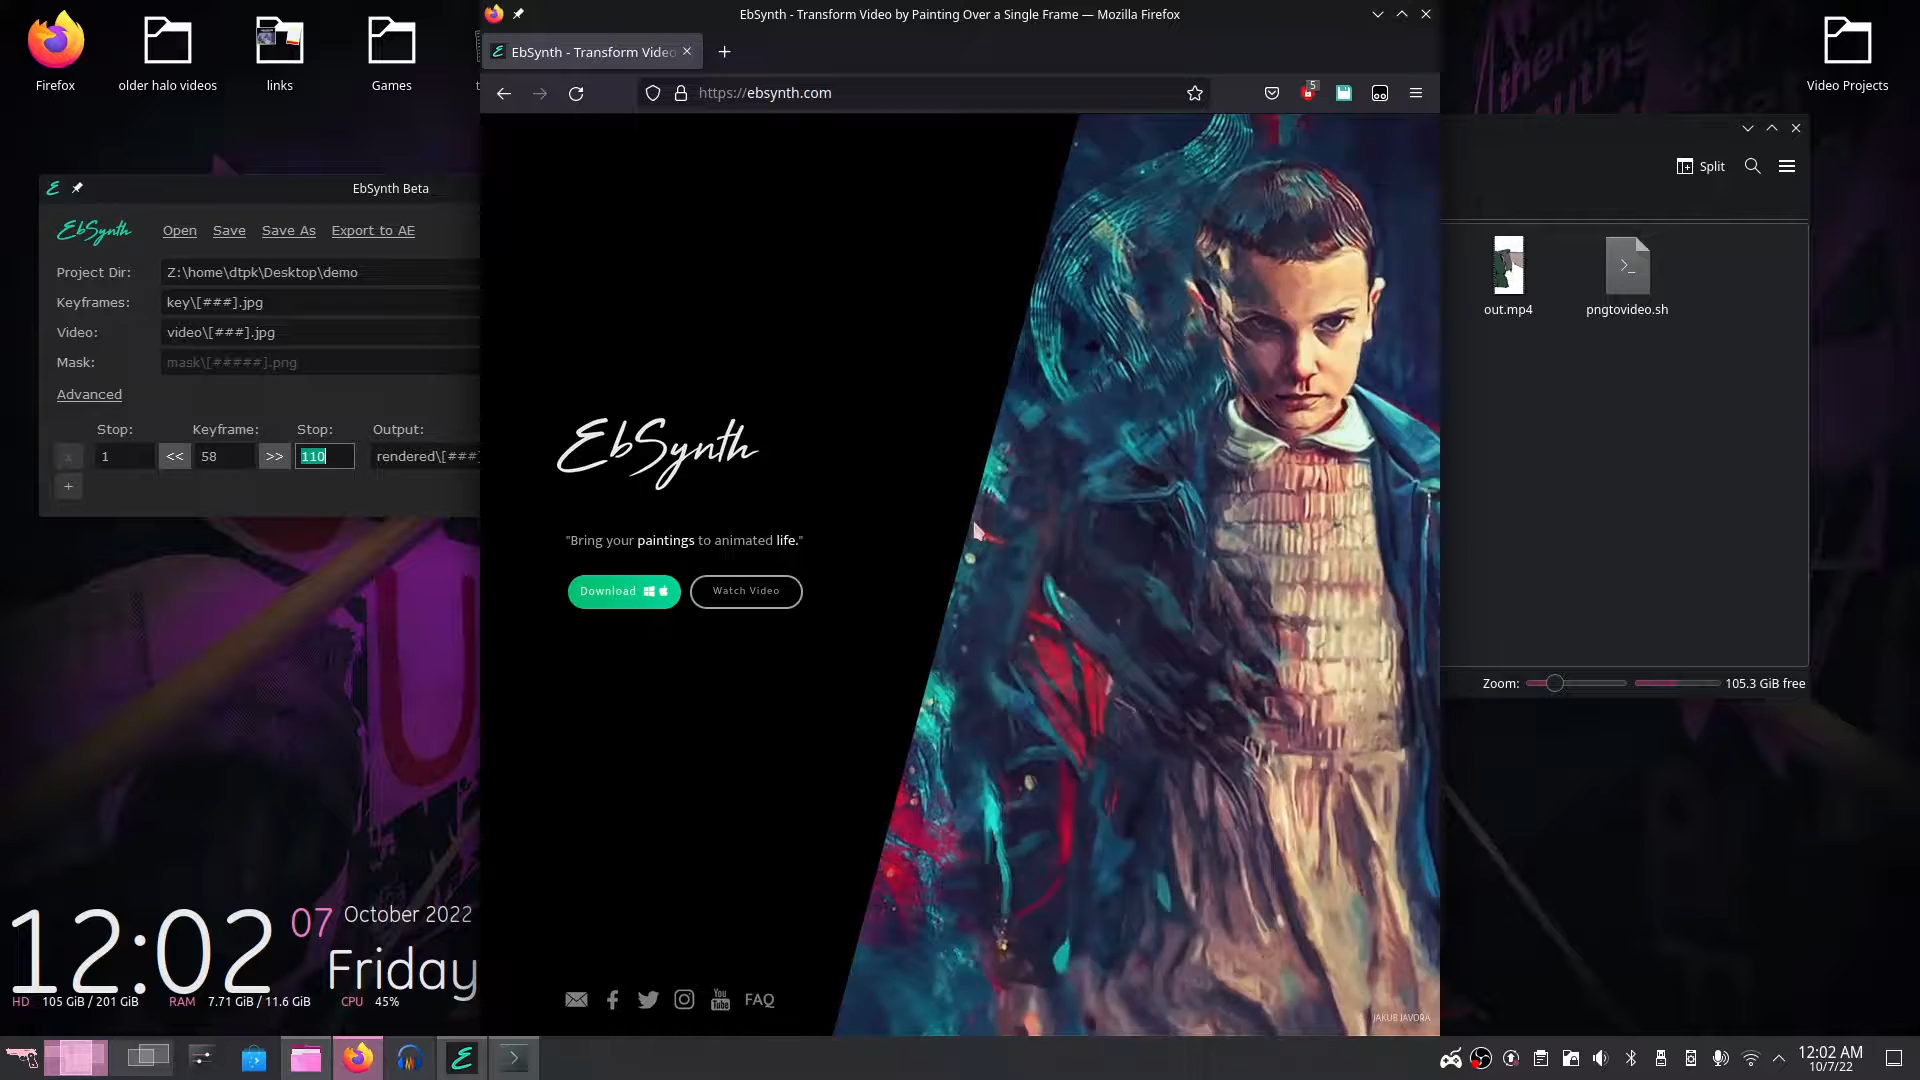 EbSynth - Transform Video by Painting Over a Single Frame — Mozilla Firefox
EbSynth - Transform Video
https://ebsynth.com
5
Firefox
older halo videos
links
Games
Video Projects
EbSynth Beta
EbSynth
Open
Save
Save As
Export to AE
Project Dir:
Z:\home\dtpk\Desktop\demo
Keyframes:
key\[###].jpg
Video:
video\[###].jpg
Mask:
mask\[#####].png
Advanced
Stop:
Keyframe:
Stop:
Output:
x
1
<<
58
>>
110
rendered\[###]
+
EbSynth
"Bring your paintings to animated life."
Download
Watch Video
You
Tube
FAQ
JAKUB JAVORA
Split
out.mp4
pngtovideo.sh
Zoom:
105.3 GiB free
12:02
07
October 2022
Friday
HD 105 GiB / 201 GiB
RAM 7.71 GiB / 11.6 GiB
CPU 45%
12:02 AM
10/7/22